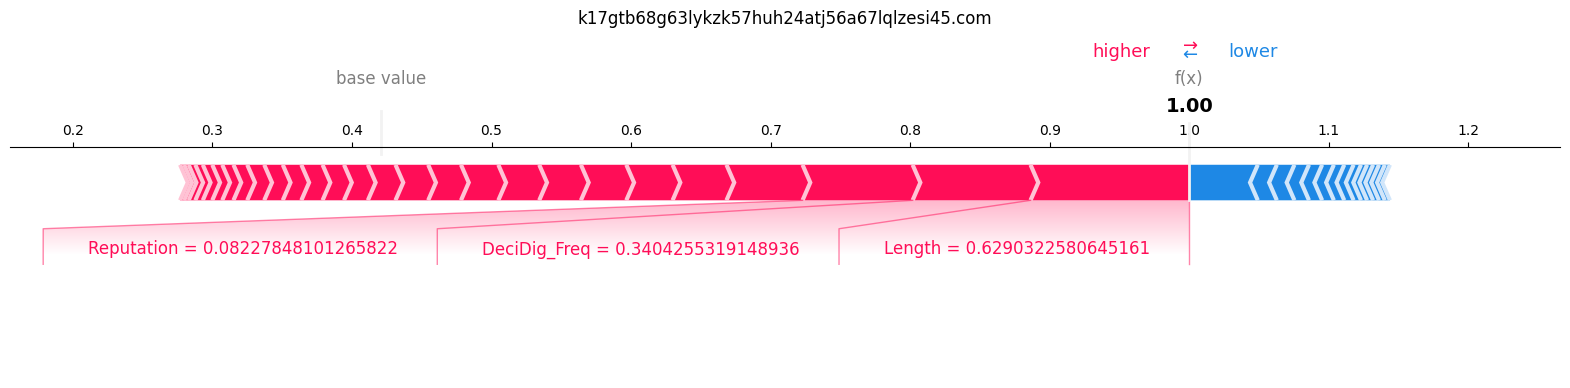 k17gtb68g63lykzk57huh24atj56a67lqlzesi45.com
higher → ← lower
base value f(x)
1.00
0.2 0.3 0.4 0.5 0.6 0.7 0.8 0.9 1.0 1.1 1.2
Reputation = 0.08227848101265822 DeciDig_Freq = 0.3404255319148936 Length = 0.6290322580645161